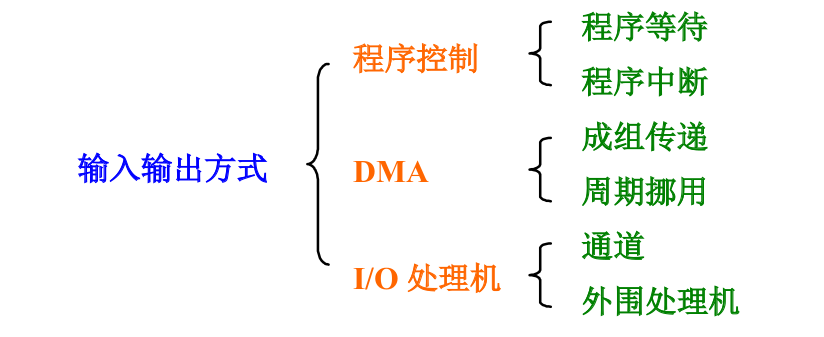 输入输出方式
程序控制
程序等待
程序中断
DMA
成组传递
周期挪用
I/O 处理机
通道
外围处理机